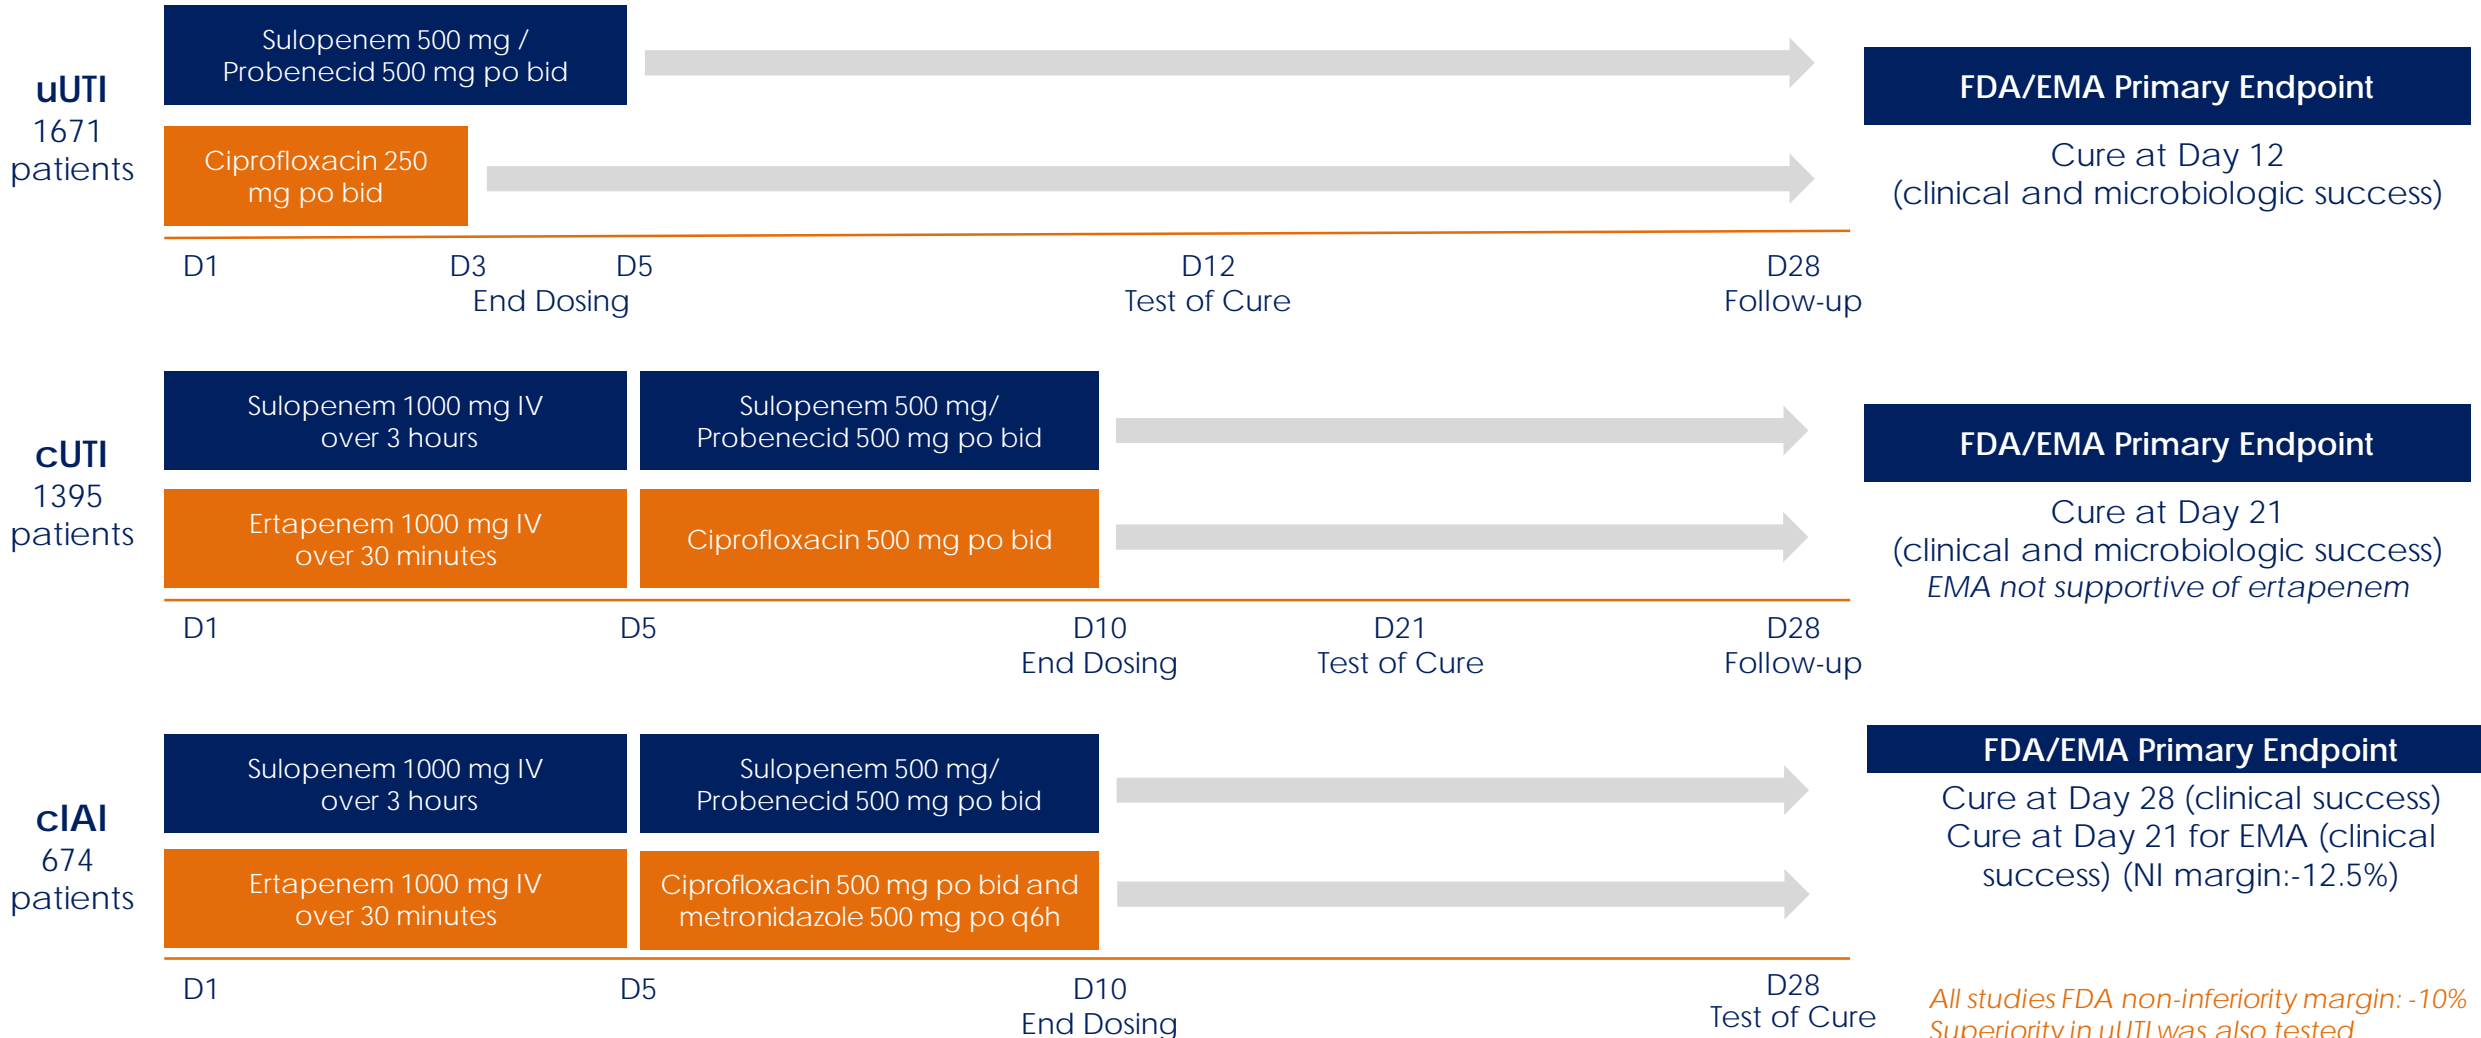 uUTI
1671
patients
Sulopenem 500 mg /
Probenecid 500 mg po bid
Ciprofloxacin 250
mg po bid
D1
D3
D5
End Dosing
D12
Test of Cure
D28
Follow-up
FDA/EMA Primary Endpoint
Cure at Day 12
(clinical and microbiologic success)
cUTI
1395
patients
Sulopenem 1000 mg IV
over 3 hours
Sulopenem 500 mg/
Probenecid 500 mg po bid
Ertapenem 1000 mg IV
over 30 minutes
Ciprofloxacin 500 mg po bid
D1
D5
D10
End Dosing
D21
Test of Cure
D28
Follow-up
FDA/EMA Primary Endpoint
Cure at Day 21
(clinical and microbiologic success)
EMA not supportive of ertapenem
cIAI
674
patients
Sulopenem 1000 mg IV
over 3 hours
Sulopenem 500 mg/
Probenecid 500 mg po bid
Ertapenem 1000 mg IV
over 30 minutes
Ciprofloxacin 500 mg po bid and
metronidazole 500 mg po q6h
D1
D5
D10
End Dosing
D28
Test of Cure
FDA/EMA Primary Endpoint
Cure at Day 28 (clinical success)
Cure at Day 21 for EMA (clinical
success) (NI margin:-12.5%)
All studies FDA non-inferiority margin: -10%
Superiority in uUTI was also tested